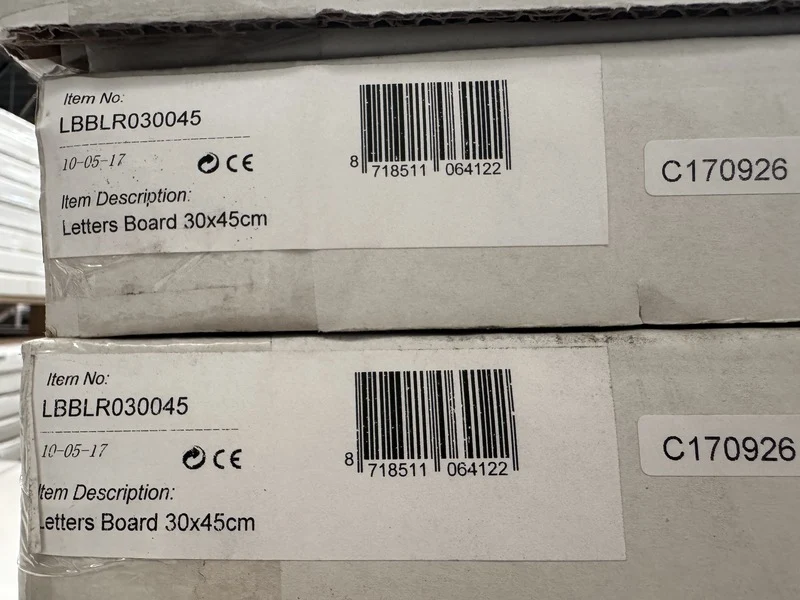 Item No:
LBBLR030045
10-05-17
CE
Item Description:
Letters Board 30x45cm
8 718511 064122
C170926
Item No:
LBBLR030045
10-05-17
CE
Item Description:
Letters Board 30x45cm
8 718511 064122
C170926